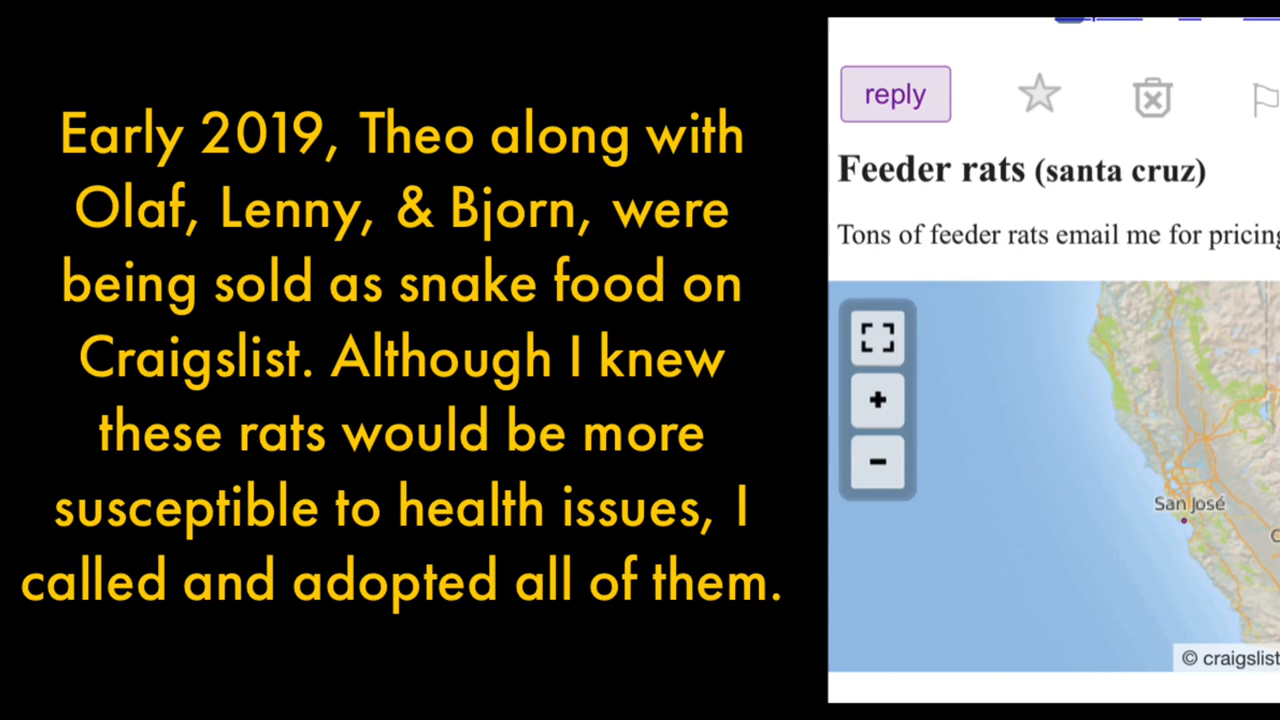 Early 2019, Theo along with
Olaf, Lenny, & Bjorn, were
being sold as snake food on
Craigslist. Although I knew
these rats would be more
susceptible to health issues, I
called and adopted all of them.
reply
Feeder rats (santa cruz)
Tons of feeder rats email me for pricing
San José
© craigslist